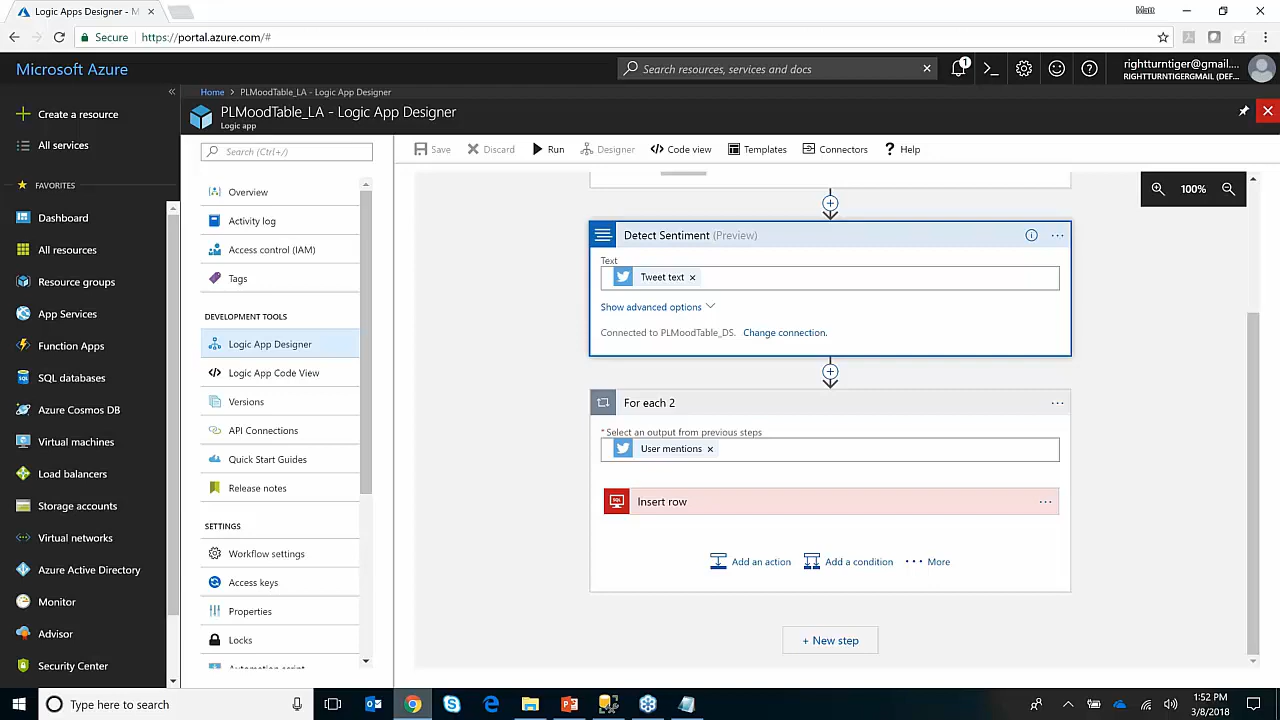 Logic Apps Designer - M
Matt
Secure
https://portal.azure.com/#
Microsoft Azure
Search resources, services and docs
1
rightturntiger@gmail....
RIGHTTURNTIGERGMAIL (DEF...
Create a resource
All services
FAVORITES
Dashboard
All resources
Resource groups
App Services
Function Apps
SQL databases
Azure Cosmos DB
Virtual machines
Load balancers
Storage accounts
Virtual networks
Azure Active Directory
Monitor
Advisor
Security Center
Home > PLMoodTable_LA - Logic App Designer
PLMoodTable_LA - Logic App Designer
Logic app
Search (Ctrl+/)
Overview
Activity log
Access control (IAM)
Tags
DEVELOPMENT TOOLS
Logic App Designer
Logic App Code View
Versions
API Connections
Quick Start Guides
Release notes
SETTINGS
Workflow settings
Access keys
Properties
Locks
Automation script
Save Discard Run Designer Code view Templates Connectors Help
100%
Detect Sentiment (Preview)
Text
Tweet text
Show advanced options
Connected to PLMoodTable_DS. Change connection.
For each 2
* Select an output from previous steps
User mentions
SQL
Insert row
Add an action Add a condition ... More
+ New step
Type here to search
1:52 PM
3/8/2018